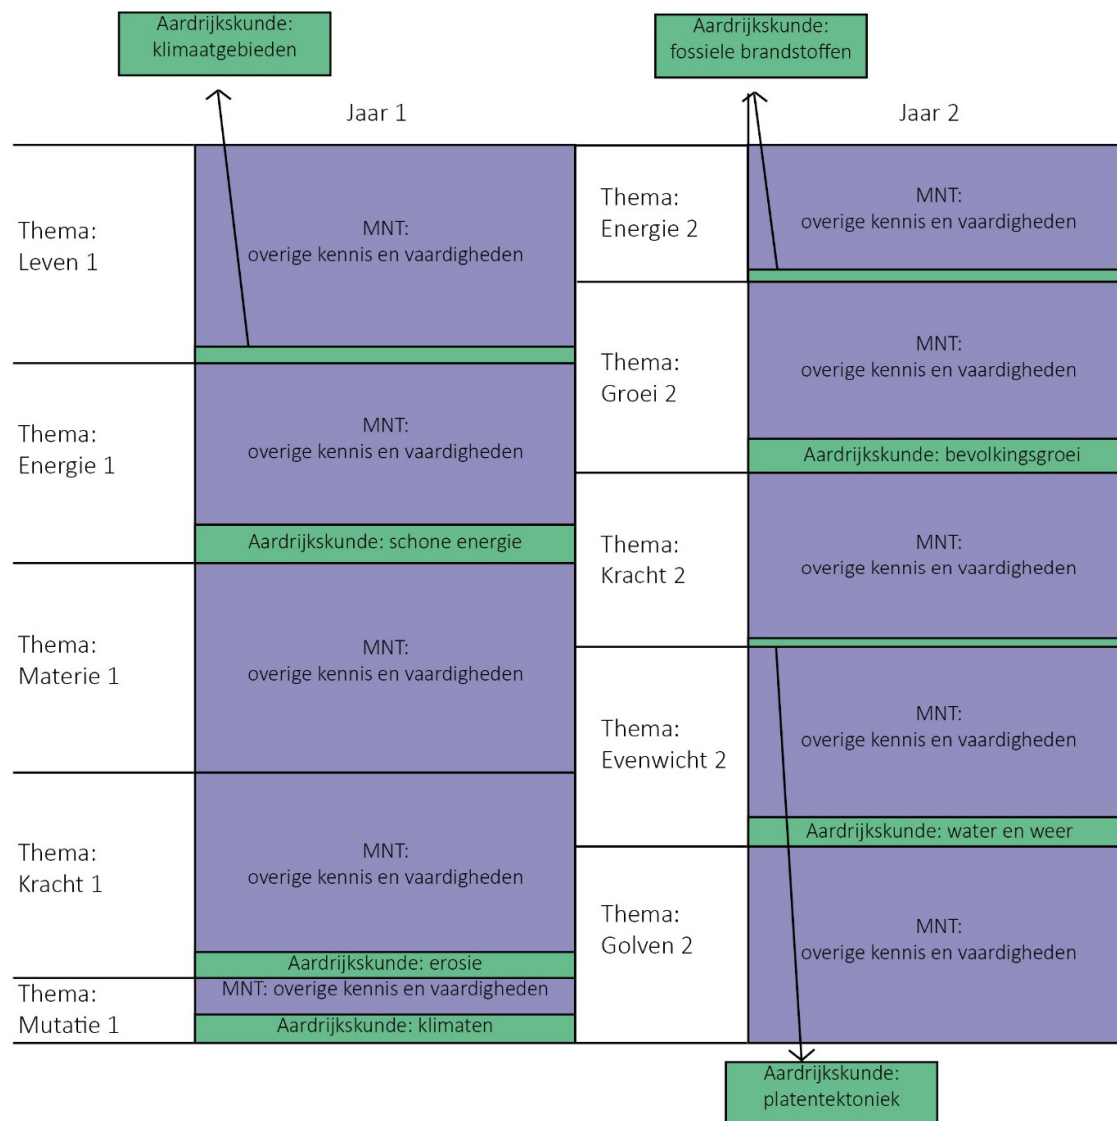 Aardrijkskunde:
klimaatgebieden
Aardrijkskunde:
fossiele brandstoffen
Jaar 1
Jaar 2
Thema:
Leven 1
MNT:
overige kennis en vaardigheden
Thema:
Energie 1
MNT:
overige kennis en vaardigheden
Aardrijkskunde: schone energie
Thema:
Materie 1
MNT:
overige kennis en vaardigheden
Thema:
Kracht 1
MNT:
overige kennis en vaardigheden
Aardrijkskunde: erosie
Thema:
Mutatie 1
MNT: overige kennis en vaardigheden
Aardrijkskunde: klimaten
Thema:
Energie 2
MNT:
overige kennis en vaardigheden
Thema:
Groei 2
MNT:
overige kennis en vaardigheden
Aardrijkskunde: bevolkingsgroei
Thema:
Kracht 2
MNT:
overige kennis en vaardigheden
Thema:
Evenwicht 2
MNT:
overige kennis en vaardigheden
Aardrijkskunde: water en weer
Thema:
Golven 2
MNT:
overige kennis en vaardigheden
Aardrijkskunde:
platentektoniek